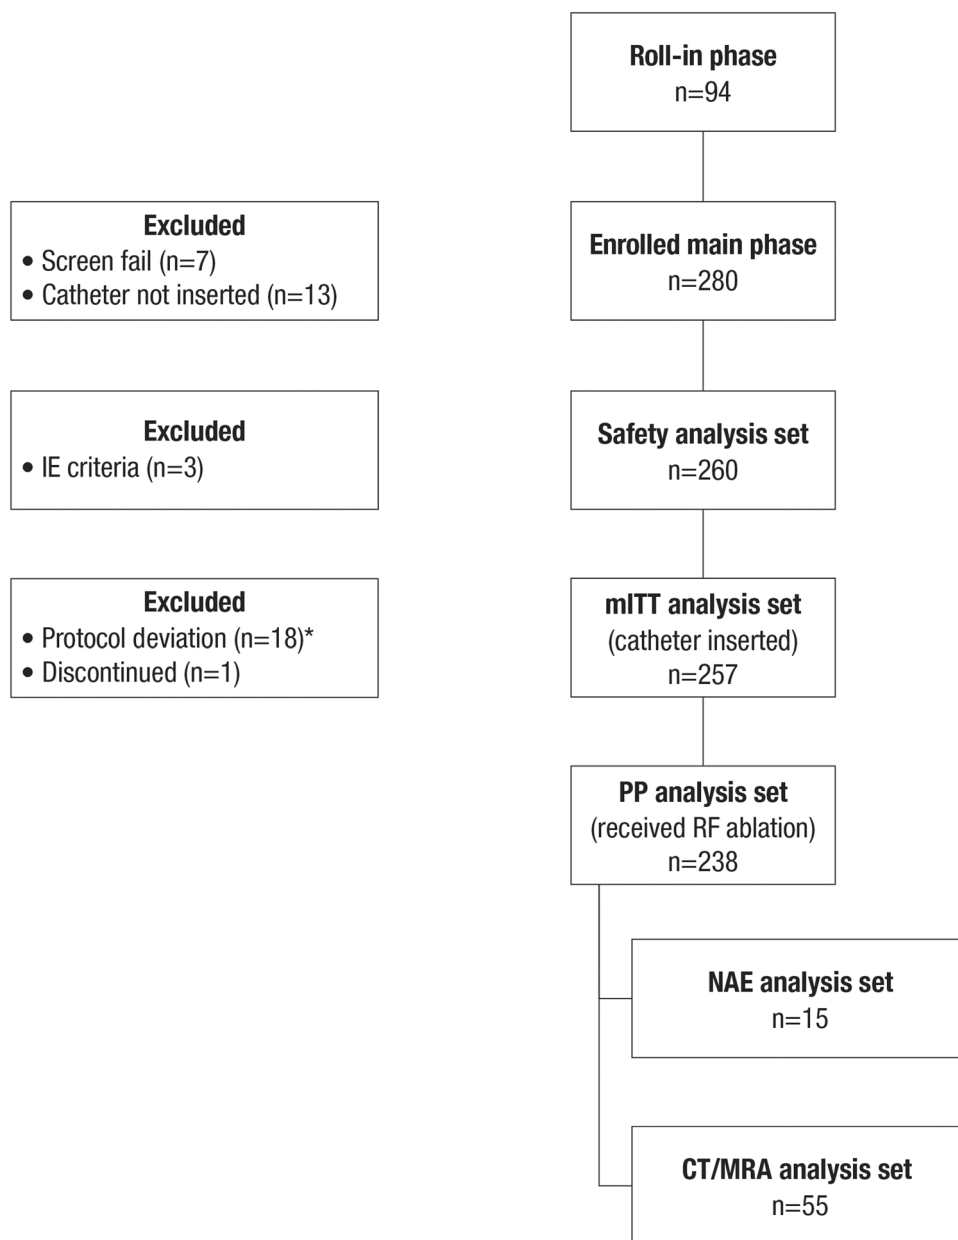 Roll-in phase
n=94
Excluded
• Screen fail (n=7)
• Catheter not inserted (n=13)
Enrolled main phase
n=280
Excluded
• IE criteria (n=3)
Safety analysis set
n=260
Excluded
• Protocol deviation (n=18)*
• Discontinued (n=1)
mITT analysis set
(catheter inserted)
n=257
PP analysis set
(received RF ablation)
n=238
NAE analysis set
n=15
CT/MRA analysis set
n=55